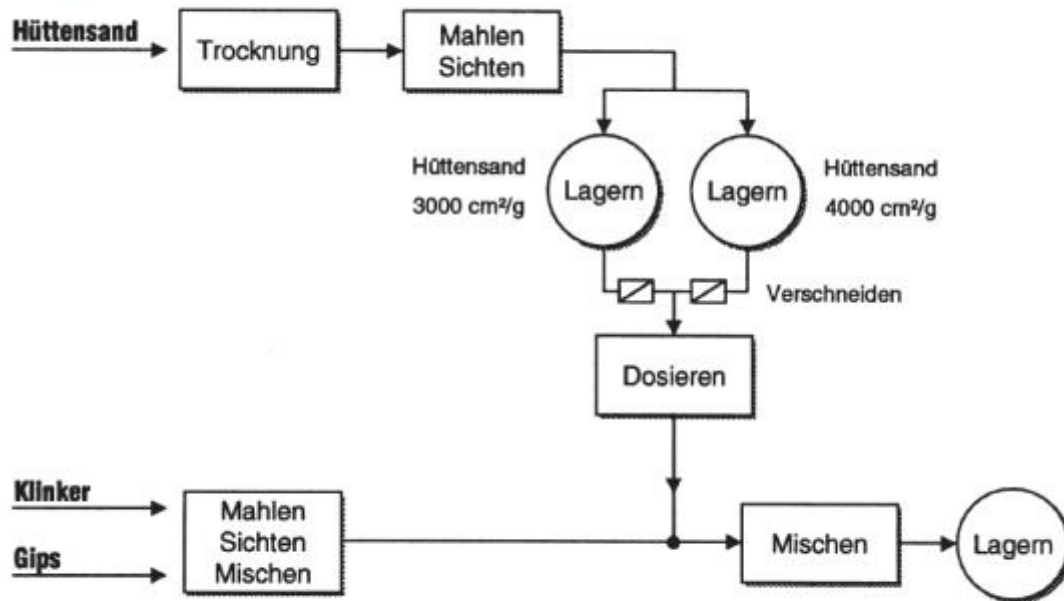 Hüttensand
Trocknung
Mahlen
Sichten
Hüttensand
3000 cm²/g
Lagern
Lagern
Hüttensand
4000 cm²/g
Verschneiden
Dosieren
Klinker
Gips
Mahlen
Sichten
Mischen
Mischen
Lagern